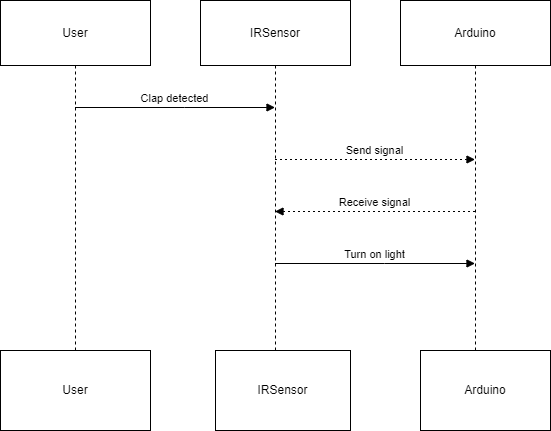 User
IRSensor
Arduino
Clap detected
Send signal
Receive signal
Turn on light
User
IRSensor
Arduino